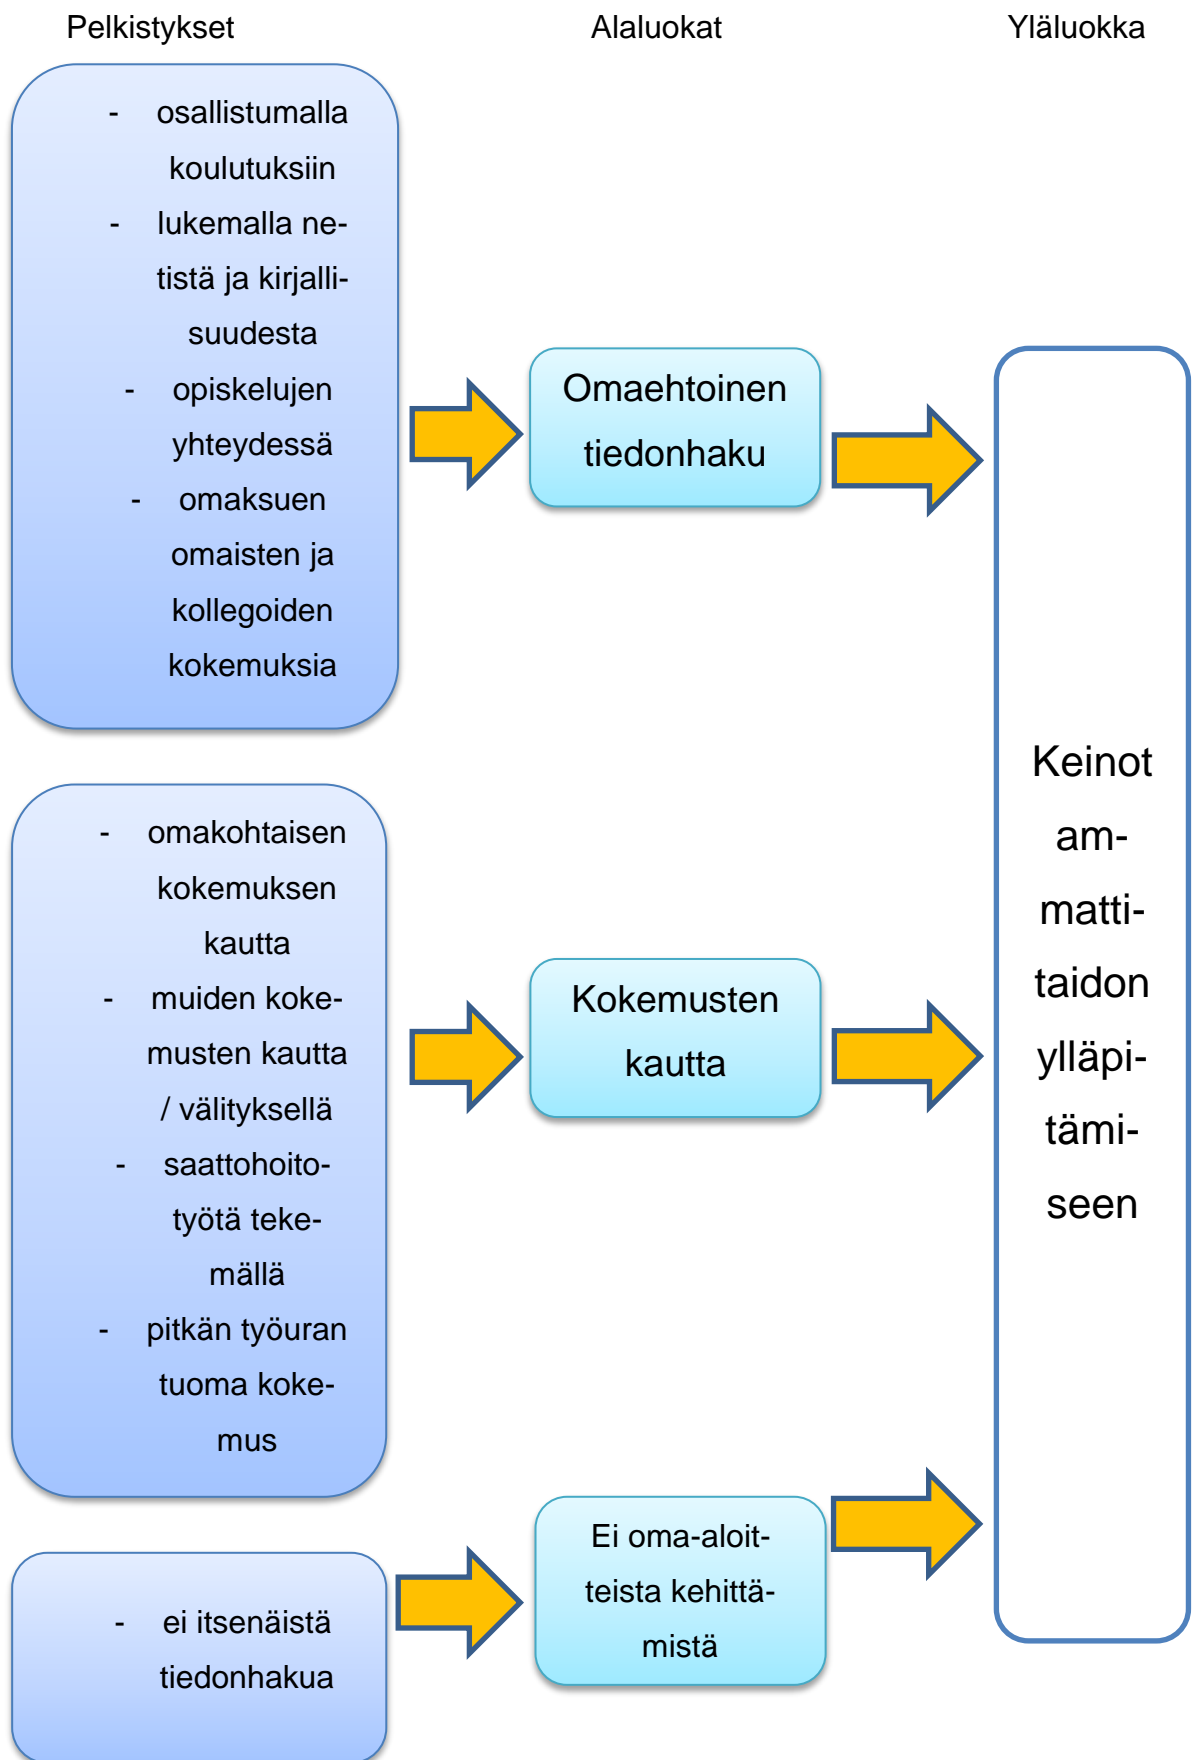 Pelkistykset Alaluokat Yläluokka
- osallistumalla
koulutuksiin
- lukemalla ne-
tistä ja kirjalli-
suudesta
- opiskelujen
yhteydessä
- omaksuen
omaisten ja
kollegoiden
kokemuksia
Omaehtoinen
tiedonhaku
- omakohtaisen
kokemuksen
kautta
- muiden koke-
musten kautta
/ välityksellä
- saattohoito-
työtä teke-
mällä
- pitkän työuran
tuoma koke-
mus
Kokemusten
kautta
- ei itsenäistä
tiedonhakua
Ei oma-aloit-
teista kehittä-
mistä
Keinot
am-
matti-
taidon
ylläpi-
tämi-
seen